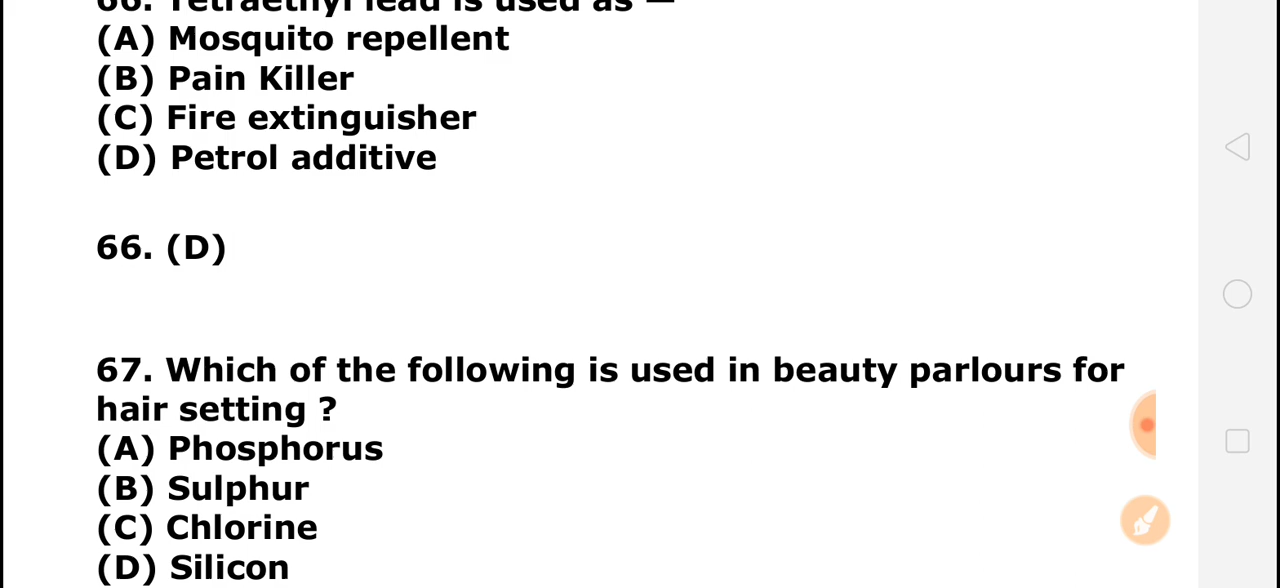 66. Tetraethyl lead is used as —
(A) Mosquito repellent
(B) Pain Killer
(C) Fire extinguisher
(D) Petrol additive
66. (D)
67. Which of the following is used in beauty parlours for
hair setting ?
(A) Phosphorus
(B) Sulphur
(C) Chlorine
(D) Silicon